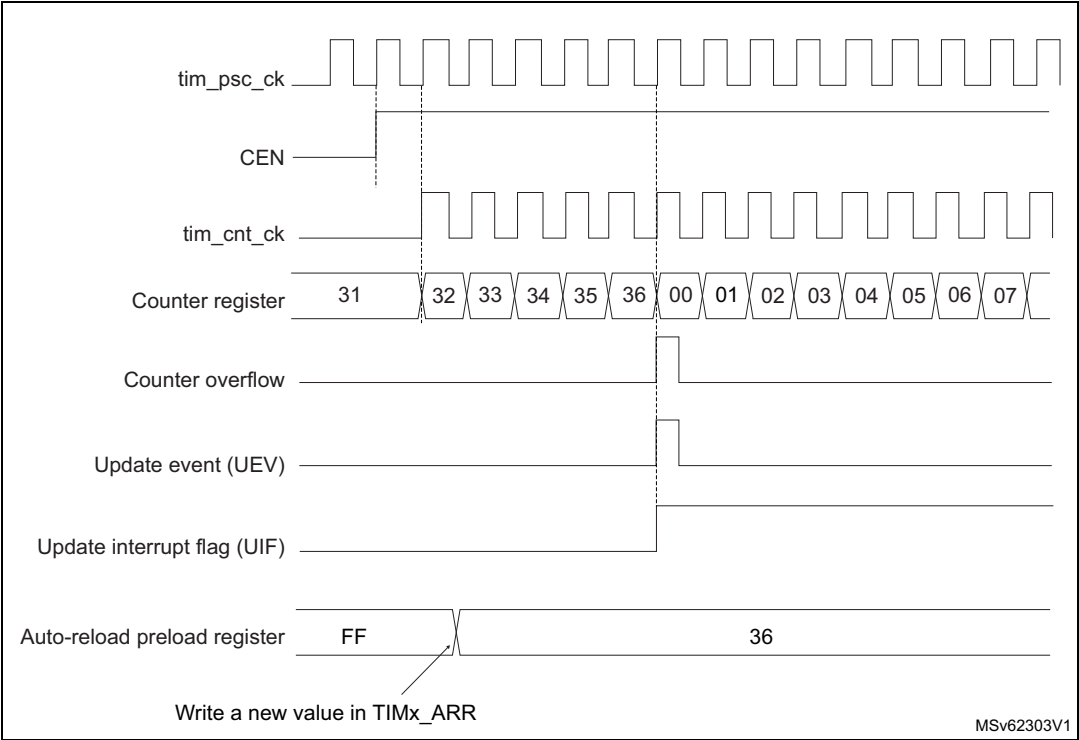 tim_psc_ck
CEN
tim_cnt_ck
Counter register 31 32 33 34 35 36 00 01 02 03 04 05 06 07
Counter overflow
Update event (UEV)
Update interrupt flag (UIF)
Auto-reload preload register FF 36
Write a new value in TIMx_ARR
MSv62303V1